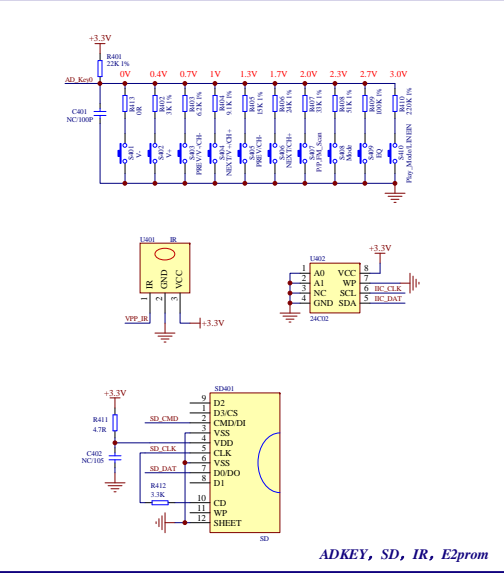 +3.3V
R401
22K 1%
0V 0.4V 0.7V 1V 1.3V 1.7V 2.0V 2.3V 2.7V 3.0V
AD_Key0
C401
NC/100P
R413
0R
R402
3K 1%
R403
6.2K 1%
R404
9.1K 1%
R405
15K 1%
R406
24K 1%
R407
33K 1%
R408
51K 1%
R409
100K 1%
R410
220K 1%
S401
V-
S402
V+
S403
PREV/V-/CH-
S404
NEXT/V+/CH+
S405
PREV/CH-
S406
NEXT/CH+
S407
P/P,FM_Scan
S408
Mode
S409
EQ
S410
Play_Mode/LINEIN
U401 IR
IR
GND
VCC
1
2
3
VPP_IR
+3.3V
U402
+3.3V
1 A0 VCC 8
2 A1 WP 7
3 NC SCL 6 IIC_CLK
4 GND SDA 5 IIC_DAT
24C02
SD401
+3.3V
R411
4.7R
C402
NC/105
9 D2
1 D3/CS
SD_CMD 2 CMD/DI
3 VSS
4 VDD
SD_CLK 5 CLK
6 VSS
SD_DAT 7 D0/DO
8 D1
R412
3.3K
10 CD
11 WP
12 SHEET
SD
ADKEY, SD, IR, E2prom